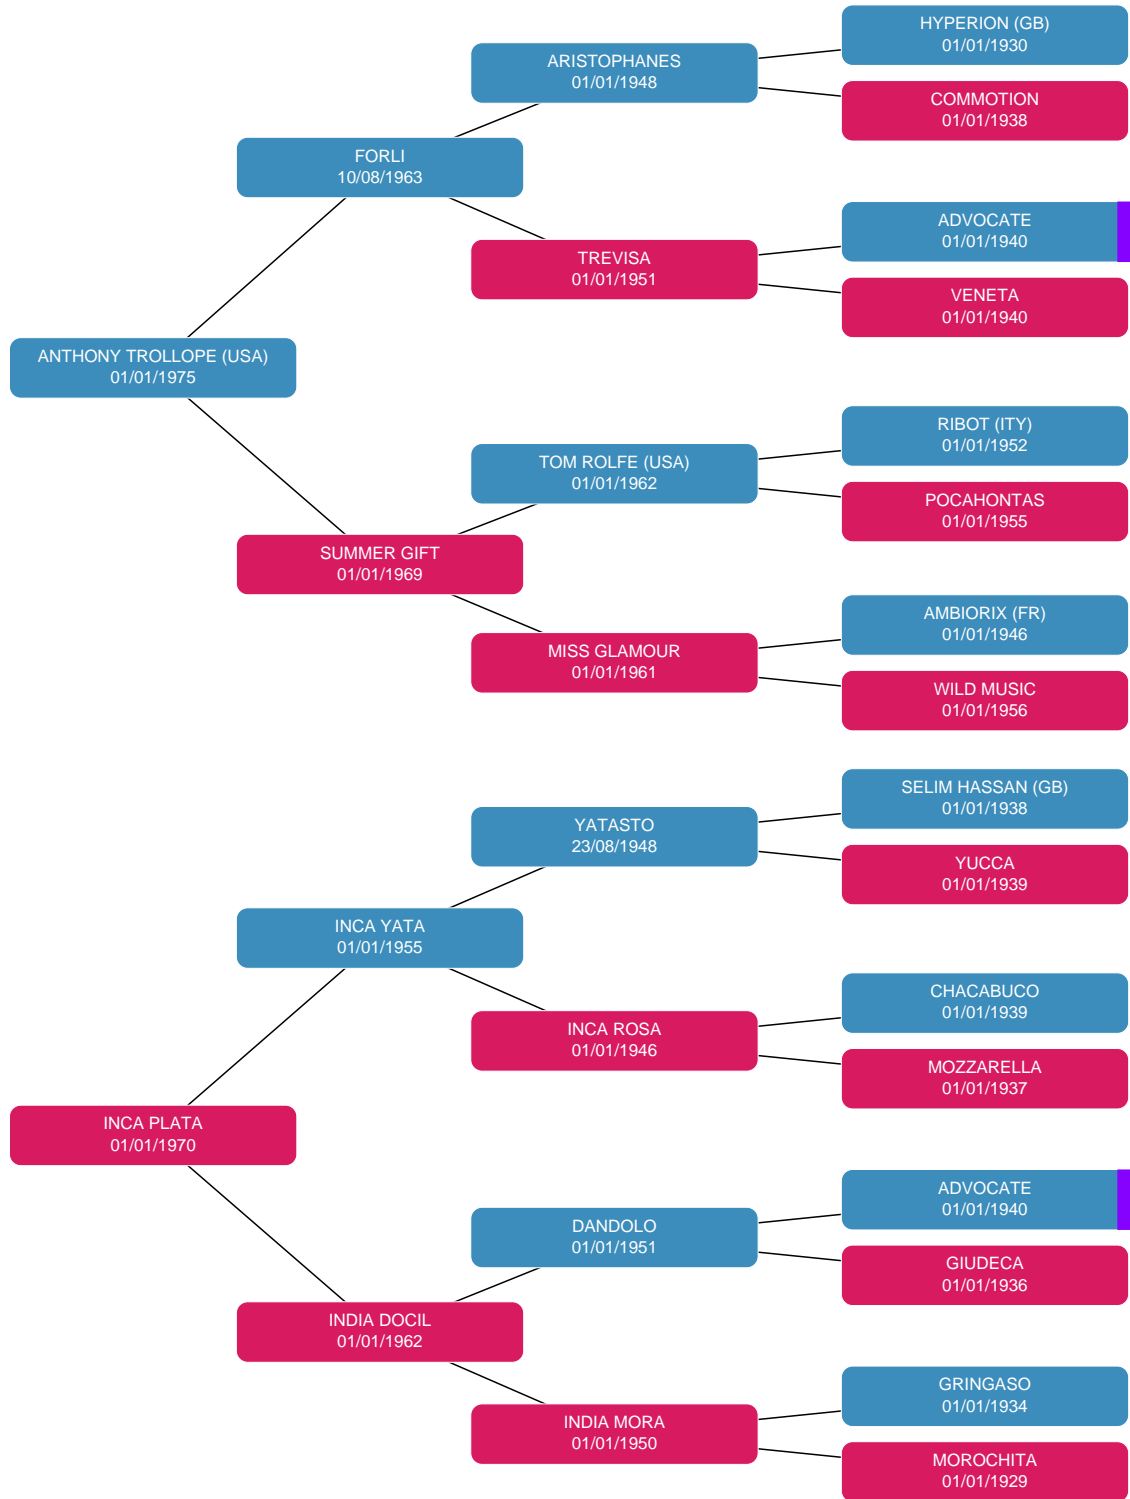 HYPERION (GB)
01/01/1930
ARISTOPHANES
01/01/1948
COMMOTION
01/01/1938
FORLI
10/08/1963
ADVOCATE
01/01/1940
TREVISA
01/01/1951
VENETA
01/01/1940
ANTHONY TROLLOPE (USA)
01/01/1975
RIBOT (ITY)
01/01/1952
TOM ROLFE (USA)
01/01/1962
POCAHONTAS
01/01/1955
SUMMER GIFT
01/01/1969
AMBIORIX (FR)
01/01/1946
MISS GLAMOUR
01/01/1961
WILD MUSIC
01/01/1956
SELIM HASSAN (GB)
01/01/1938
YATASTO
23/08/1948
YUCCA
01/01/1939
INCA YATA
01/01/1955
CHACABUCO
01/01/1939
INCA ROSA
01/01/1946
MOZZARELLA
01/01/1937
INCA PLATA
01/01/1970
ADVOCATE
01/01/1940
DANDOLO
01/01/1951
GIUDECA
01/01/1936
INDIA DOCIL
01/01/1962
GRINGASO
01/01/1934
INDIA MORA
01/01/1950
MOROCHITA
01/01/1929